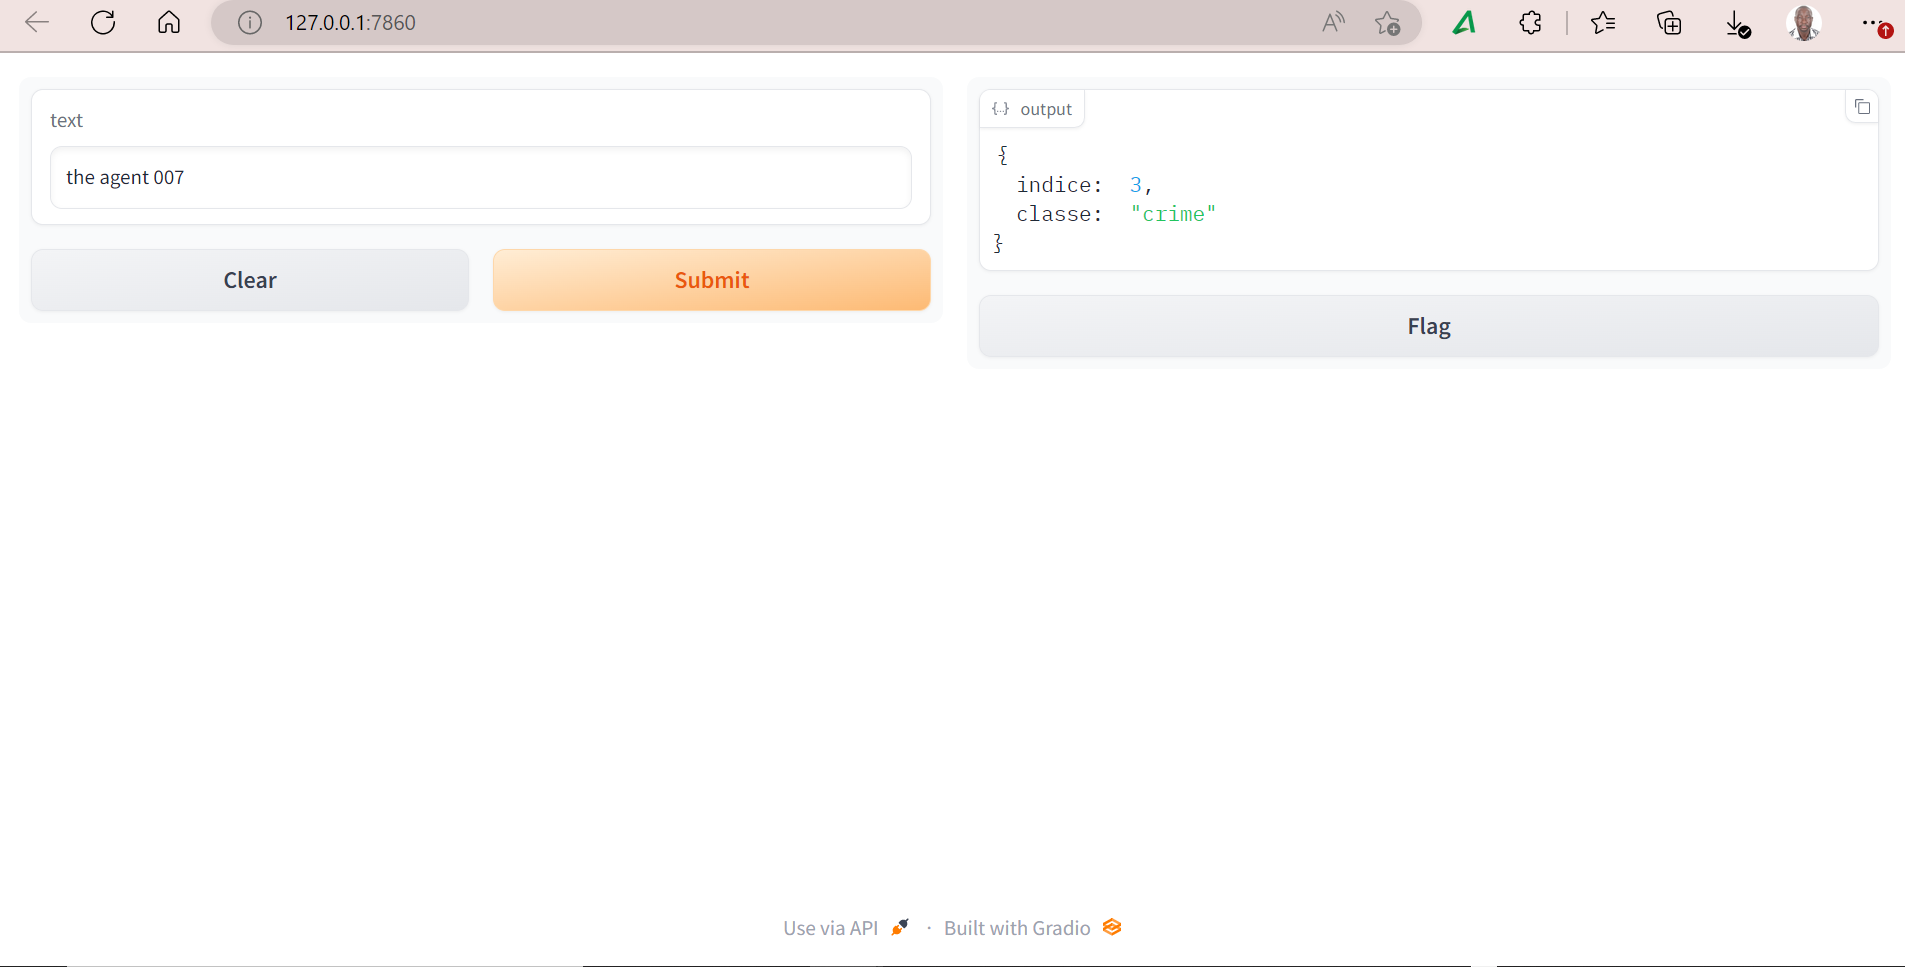 127.0.0.1:7860
text
the agent 007
Clear
Submit
{..} output
{
indice: 3,
classe: "crime"
}
Flag
Use via API · Built with Gradio